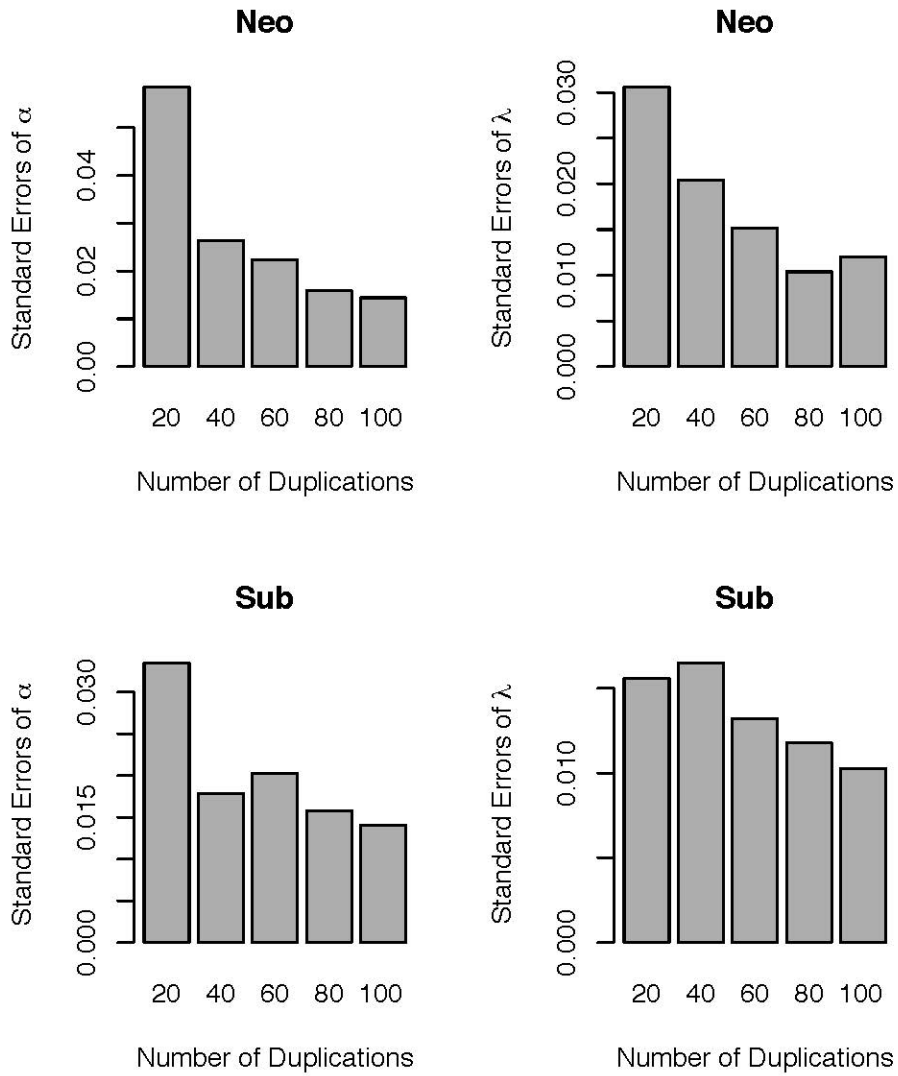 Neo
Standard Errors of α
0.04
0.02
0.00
20 40 60 80 100
Number of Duplications
Neo
Standard Errors of λ
0.030
0.020
0.010
0.000
20 40 60 80 100
Number of Duplications
Sub
Standard Errors of α
0.030
0.015
0.000
20 40 60 80 100
Number of Duplications
Sub
Standard Errors of λ
0.010
0.000
20 40 60 80 100
Number of Duplications